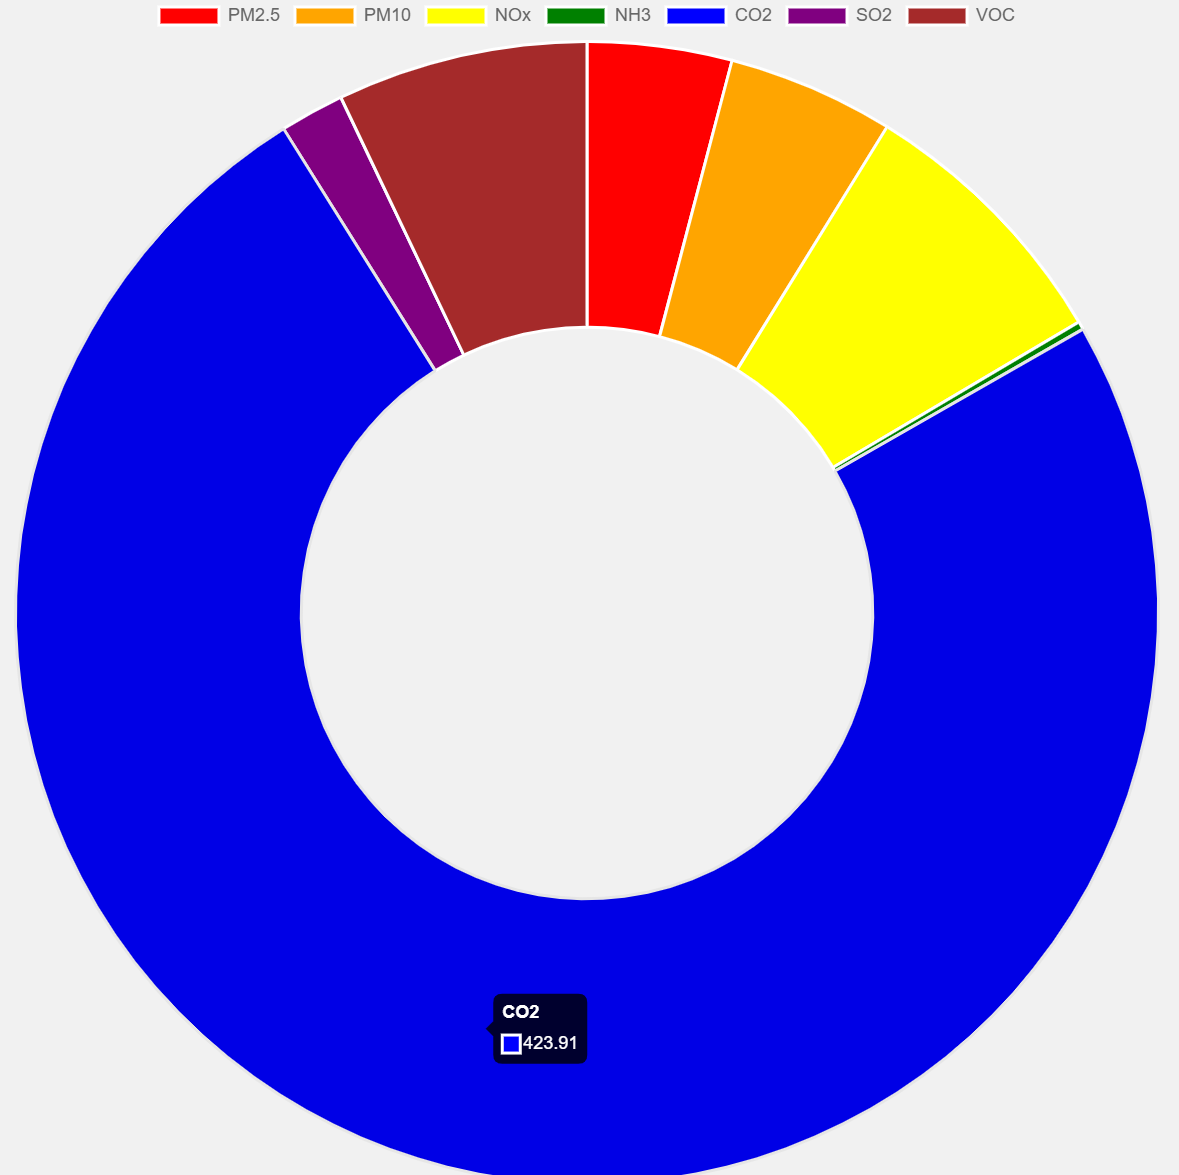 PM2.5 PM10 NOx NH3 CO2 SO2 VOC
CO2
423.91